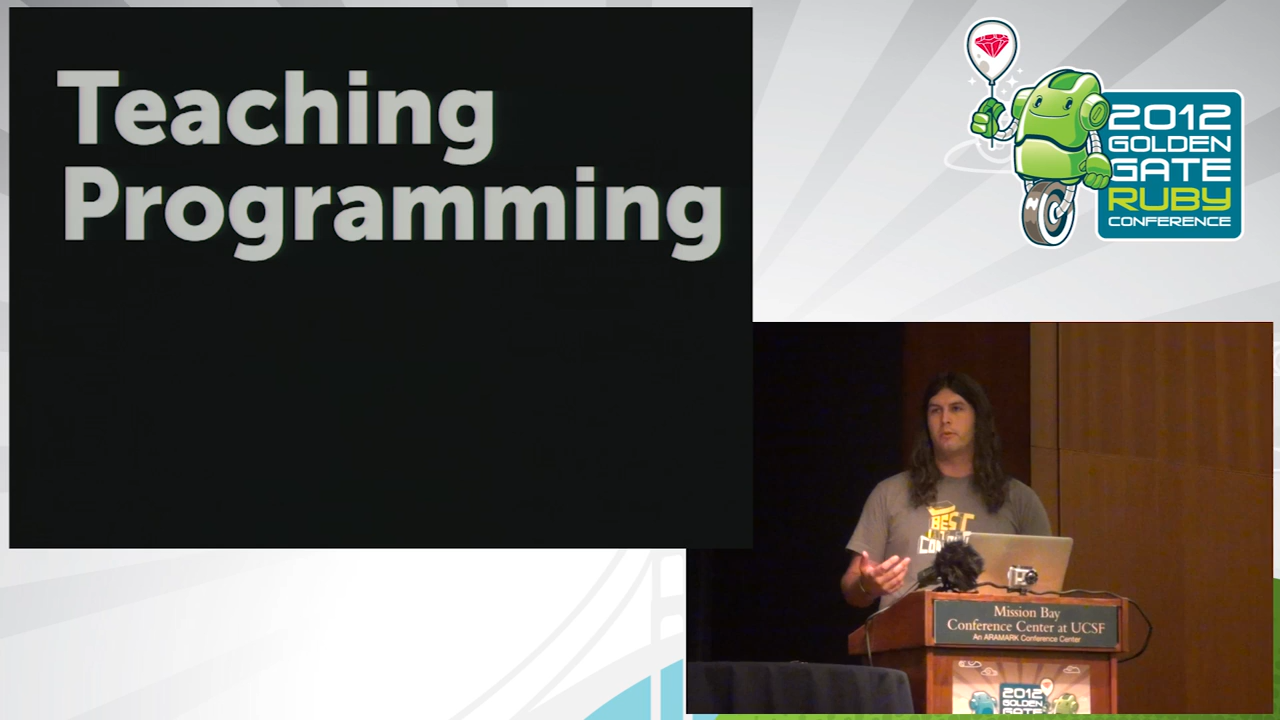 Teaching
Programming
2012
GOLDEN
GATE
RUBY
CONFERENCE
BEST
Mission Bay
Conference Center at UCSF
An ARAMARK Conference Center
2012
GOLDEN
GATE